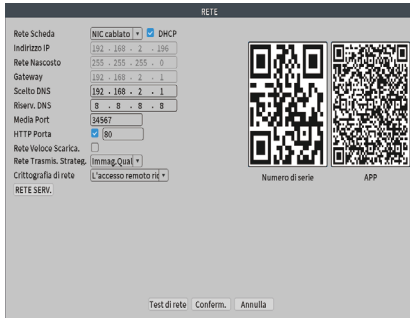 RETE
Rete Scheda NIC cablato DHCP
Indirizzo IP 192 . 168 . 2 . 196
Rete Nascosto 255 . 255 . 255 . 0
Gateway 192 . 168 . 2 . 1
Scelto DNS 192 . 168 . 2 . 1
Riserv. DNS 8 . 8 . 8 . 8
Media Port 34567
HTTP Porta 80
Rete Veloce Scarica.
Rete Trasmis. Strateg. Immag.Qual
Crittografia di rete L'accesso remoto ric
RETE SERV.
Numero di serie APP
Test di rete Conferm. Annulla